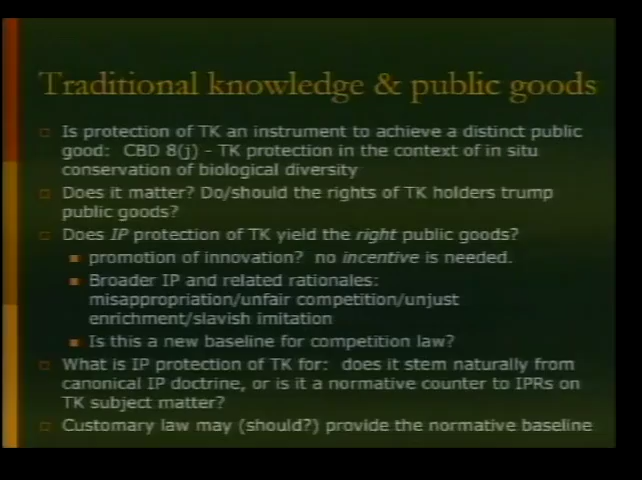 Traditional knowledge & public goods
Is protection of TK an instrument to achieve a distinct public
good: CBD 8(j) - TK protection in the context of in situ
conservation of biological diversity
Does it matter? Do/should the rights of TK holders trump
public goods?
Does IP protection of TK yield the right public goods?
promotion of innovation? no incentive is needed.
Broader IP and related rationales:
misappropriation/unfair competition/unjust
enrichment/slavish imitation
Is this a new baseline for competition law?
What is IP protection of TK for: does it stem naturally from
canonical IP doctrine, or is it a normative counter to IPRs on
TK subject matter?
Customary law may (should?) provide the normative baseline